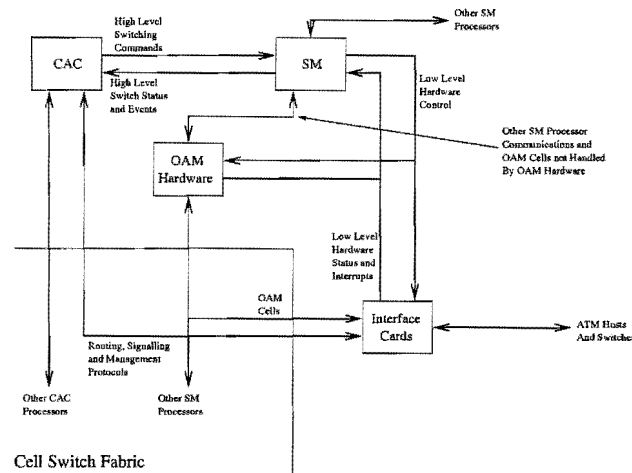 High Level
Switching
Commands
Other SM
Processors
CAC
SM
High Level
Switch Status
and Events
Low Level
Hardware
Control
Other SM Processor
Communications and
OAM Cells not Handled
By OAM Hardware
OAM
Hardware
Low Level
Hardware
Status and
Interrupts
OAM
Cells
Interface
Cards
ATM Hosts
And Switches
Routing, Signalling
and Management
Protocols
Other CAC
Processors
Other SM
Processors
Cell Switch Fabric